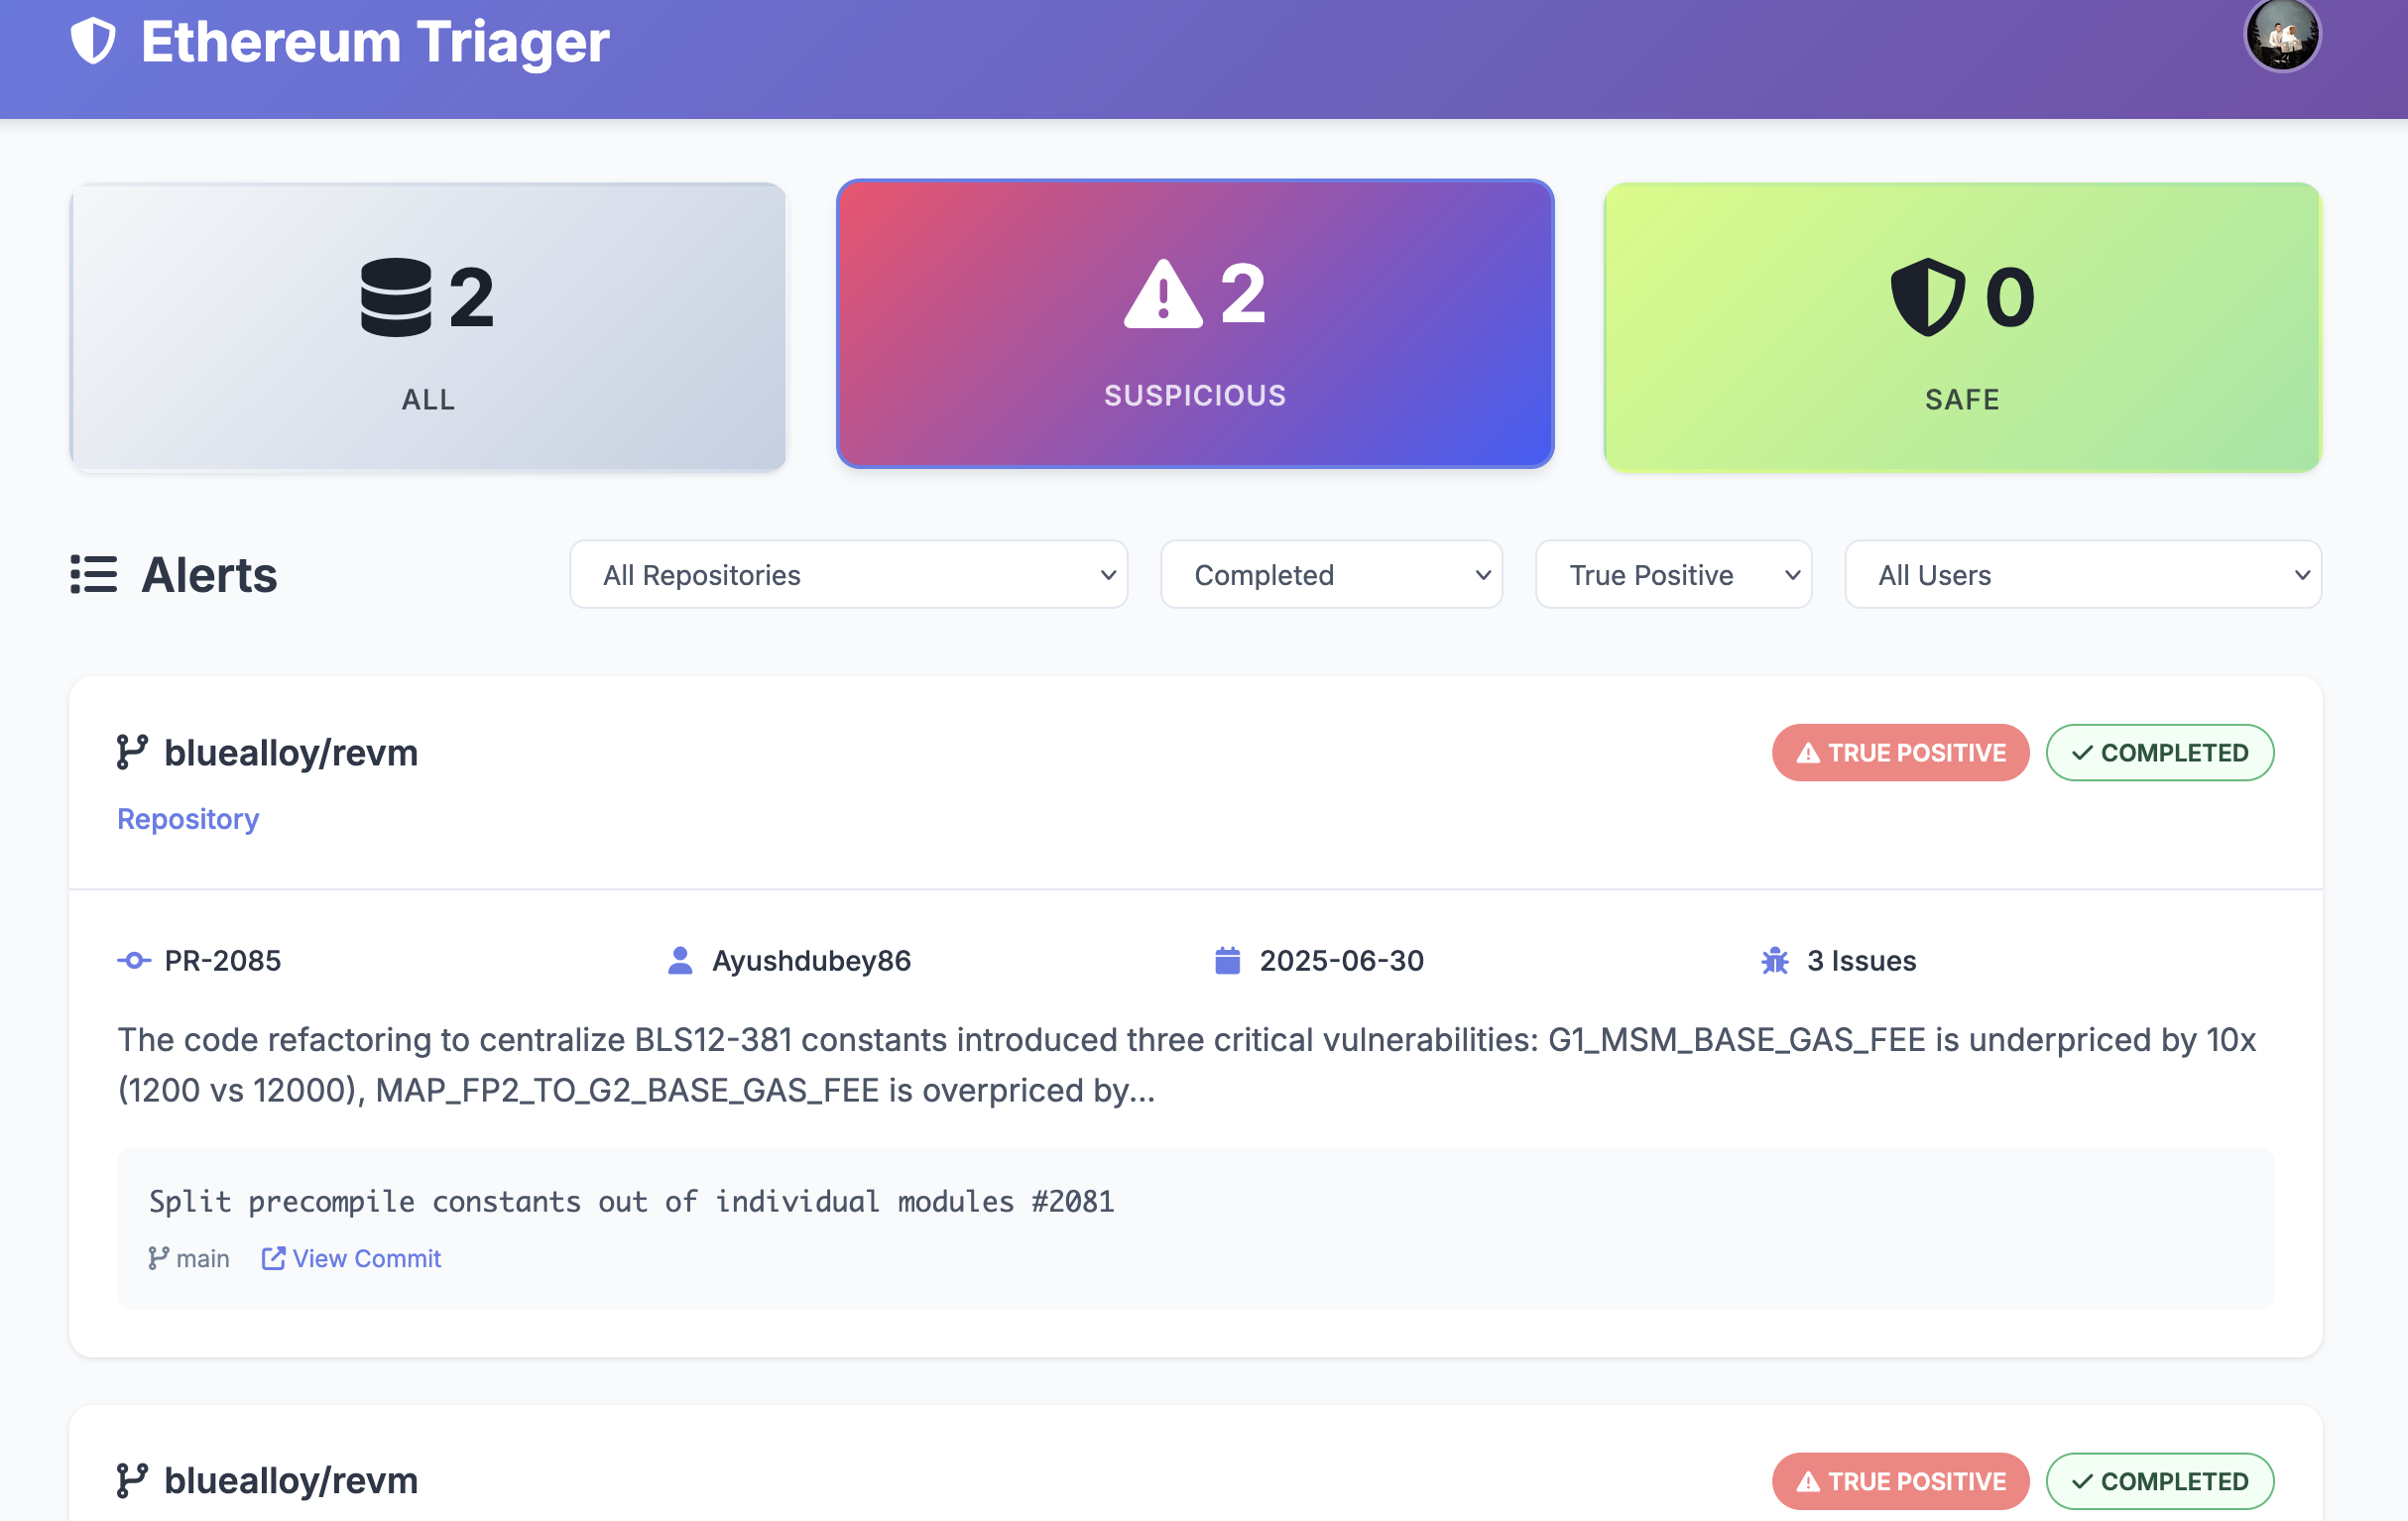 Ethereum Triager
2
ALL
2
SUSPICIOUS
0
SAFE
Alerts
All Repositories
Completed
True Positive
All Users
bluealloy/revm
TRUE POSITIVE
COMPLETED
Repository
PR-2085
Ayushdubey86
2025-06-30
3 Issues
The code refactoring to centralize BLS12-381 constants introduced three critical vulnerabilities: G1_MSM_BASE_GAS_FEE is underpriced by 10x
(1200 vs 12000), MAP_FP2_TO_G2_BASE_GAS_FEE is overpriced by...
Split precompile constants out of individual modules #2081
main
View Commit
bluealloy/revm
TRUE POSITIVE
COMPLETED